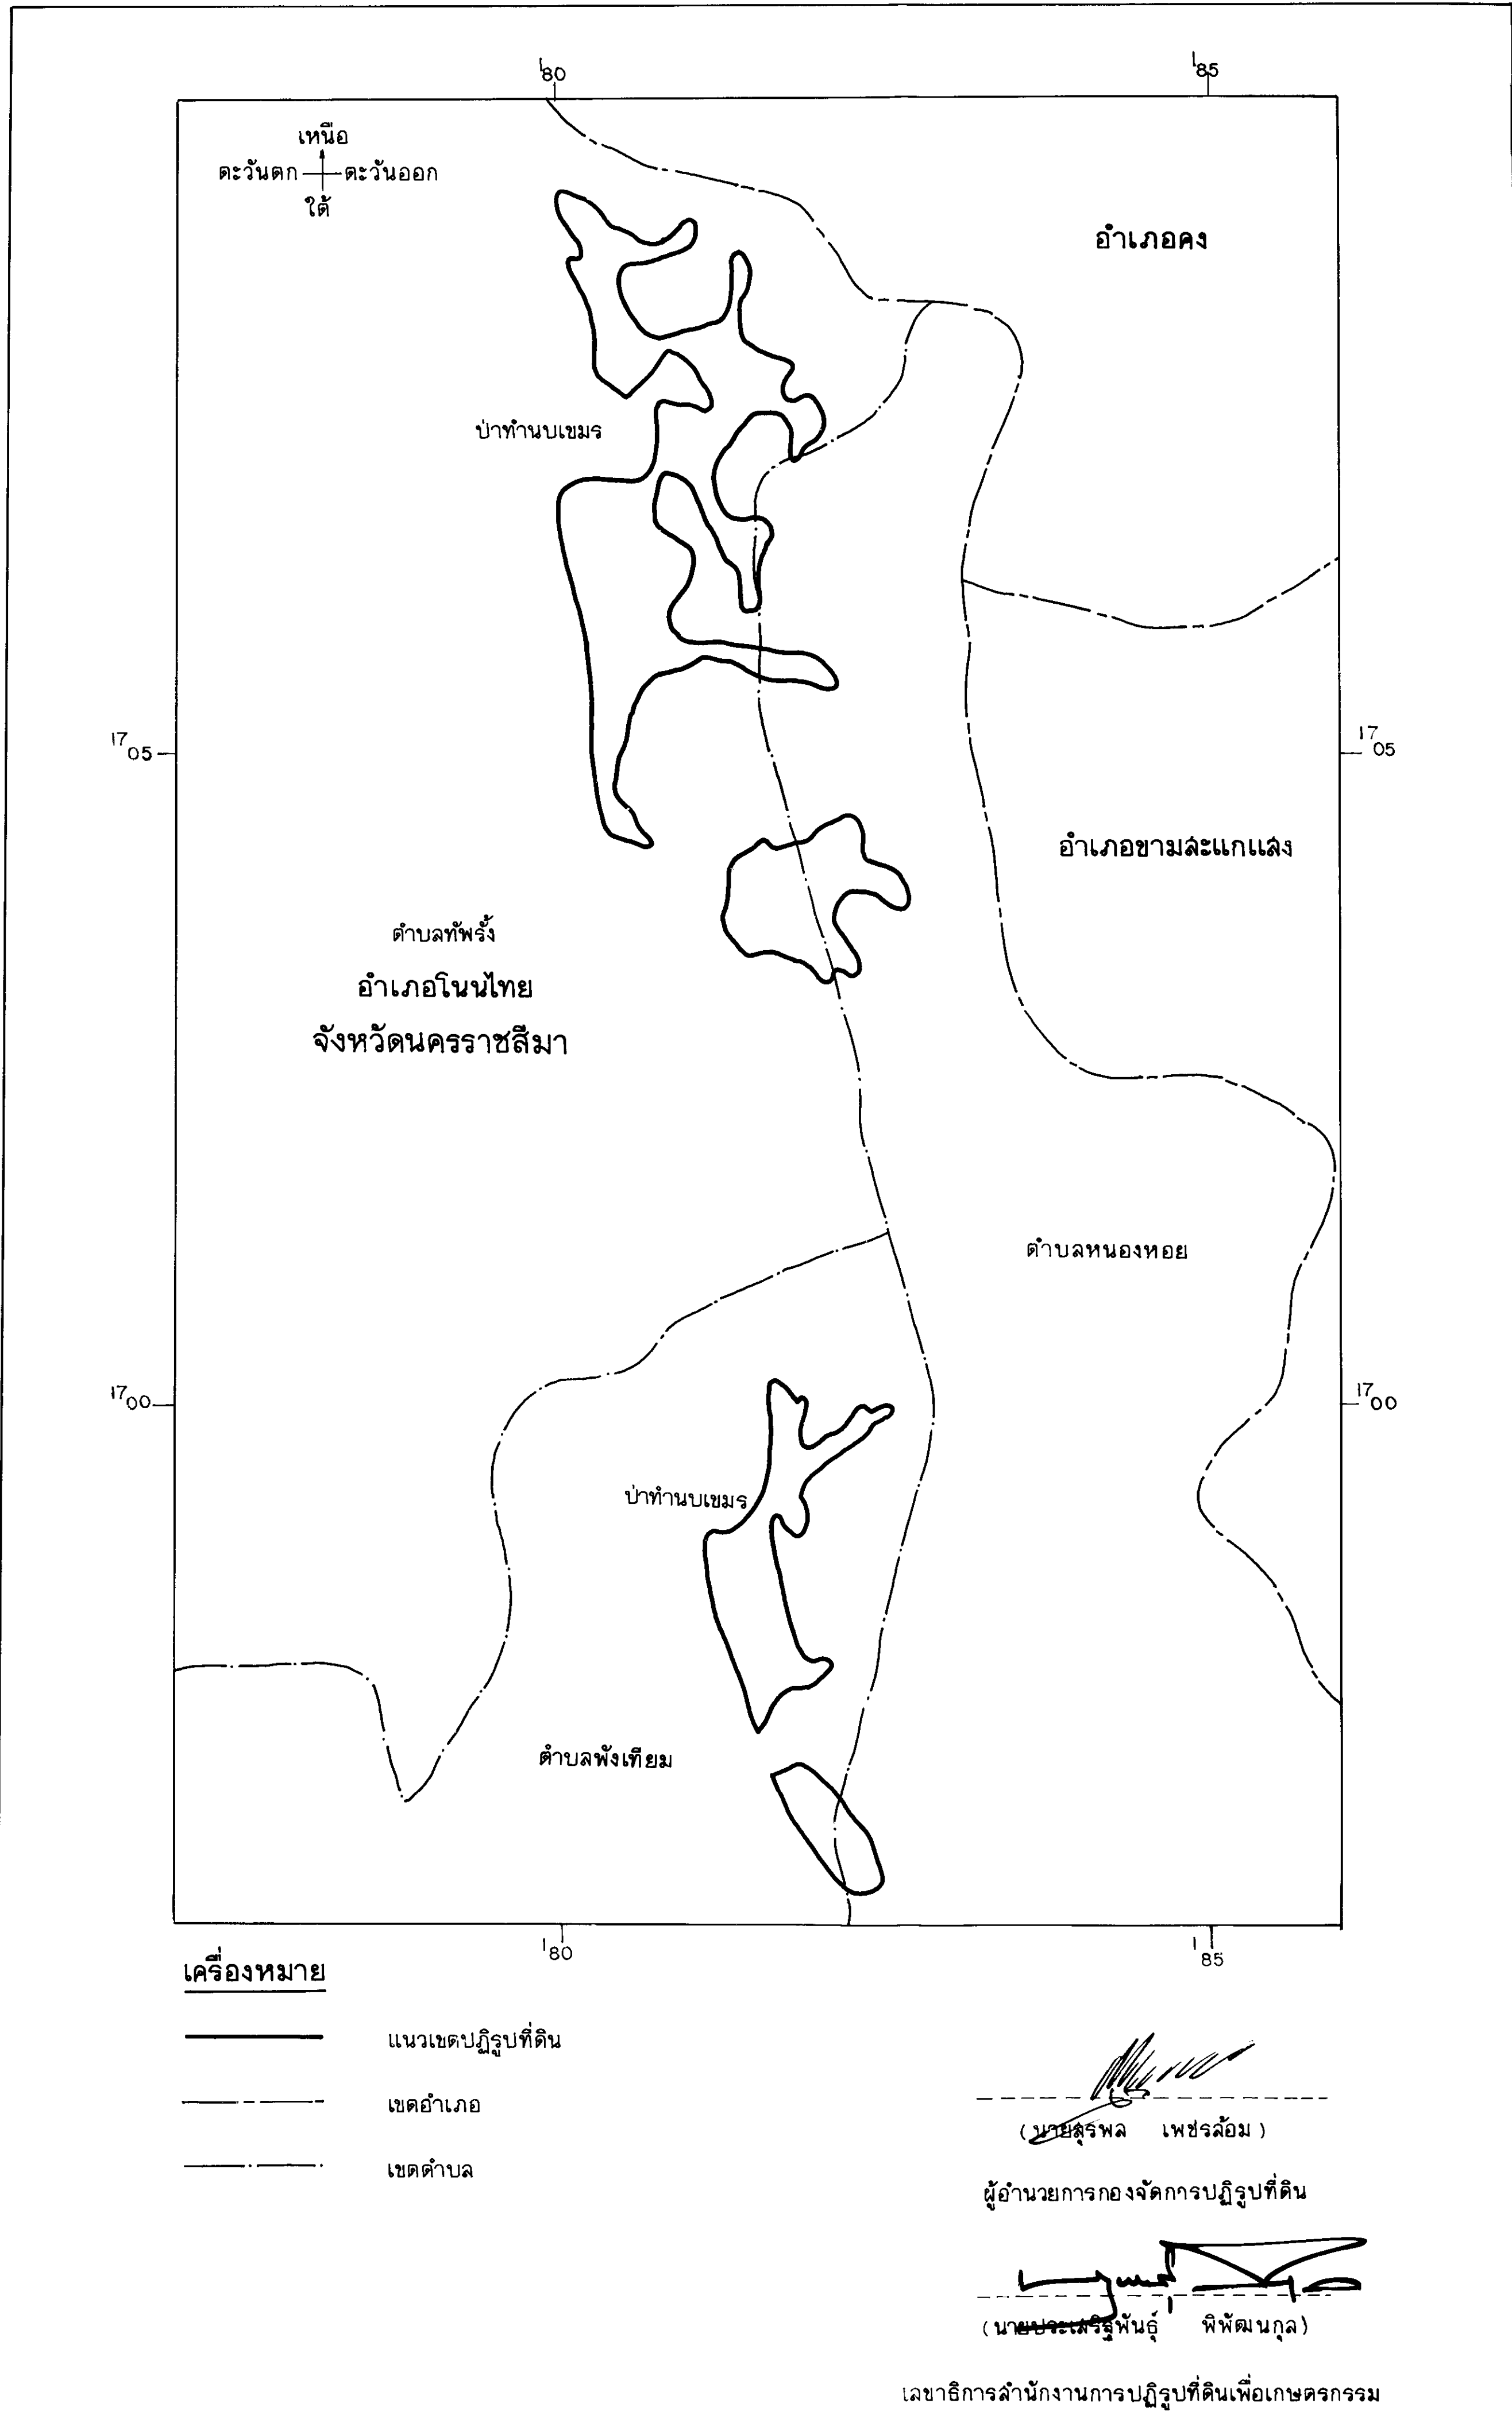 180 185
เหนือ
ตะวันตก ตะวันออก
ใต้
อำเภอคง
ป่าทำนบเขมร
1705 1705
อำเภอขามสะแกแสง
ตำบลทัพรั้ง
อำเภอโนนไทย
จังหวัดนครราชสีมา
ตำบลหนองหอย
1700 1700
ป่าทำนบเขมร
ตำบลพังเทียม
180 185
เครื่องหมาย
แนวเขตปฏิรูปที่ดิน
เขตอำเภอ
เขตตำบล
(นายสุรพล เพชรล้อม)
ผู้อำนวยการกองจัดการปฏิรูปที่ดิน
(นายประเสริฐพันธุ์ พิพัฒนกุล)
เลขาธิการสำนักงานการปฏิรูปที่ดินเพื่อเกษตรกรรม